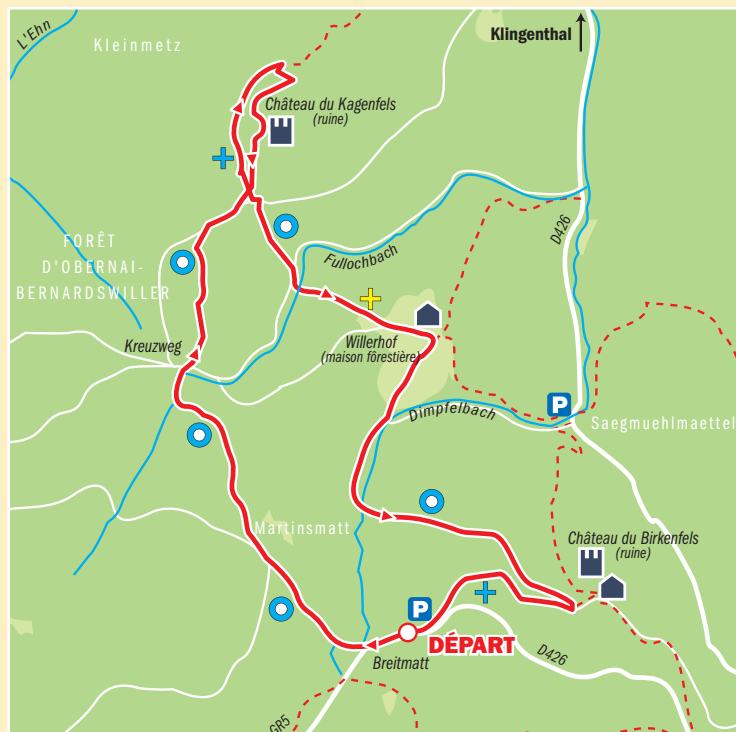 L'Ehn
Kleinmetz
Klingenthal
Château du Kagenfels
(ruine)
D426
FORÊT
D'OBERNAI-
BERNARDSWILLER
Fullochbach
Kreuzweg
Willerhof
(maison fôrestière)
Dimpfelbach
P
Saegmuehlmaettel
Martinsmatt
Château du Birkenfels
(ruine)
P
DÉPART
Breitmatt
D426
GR5